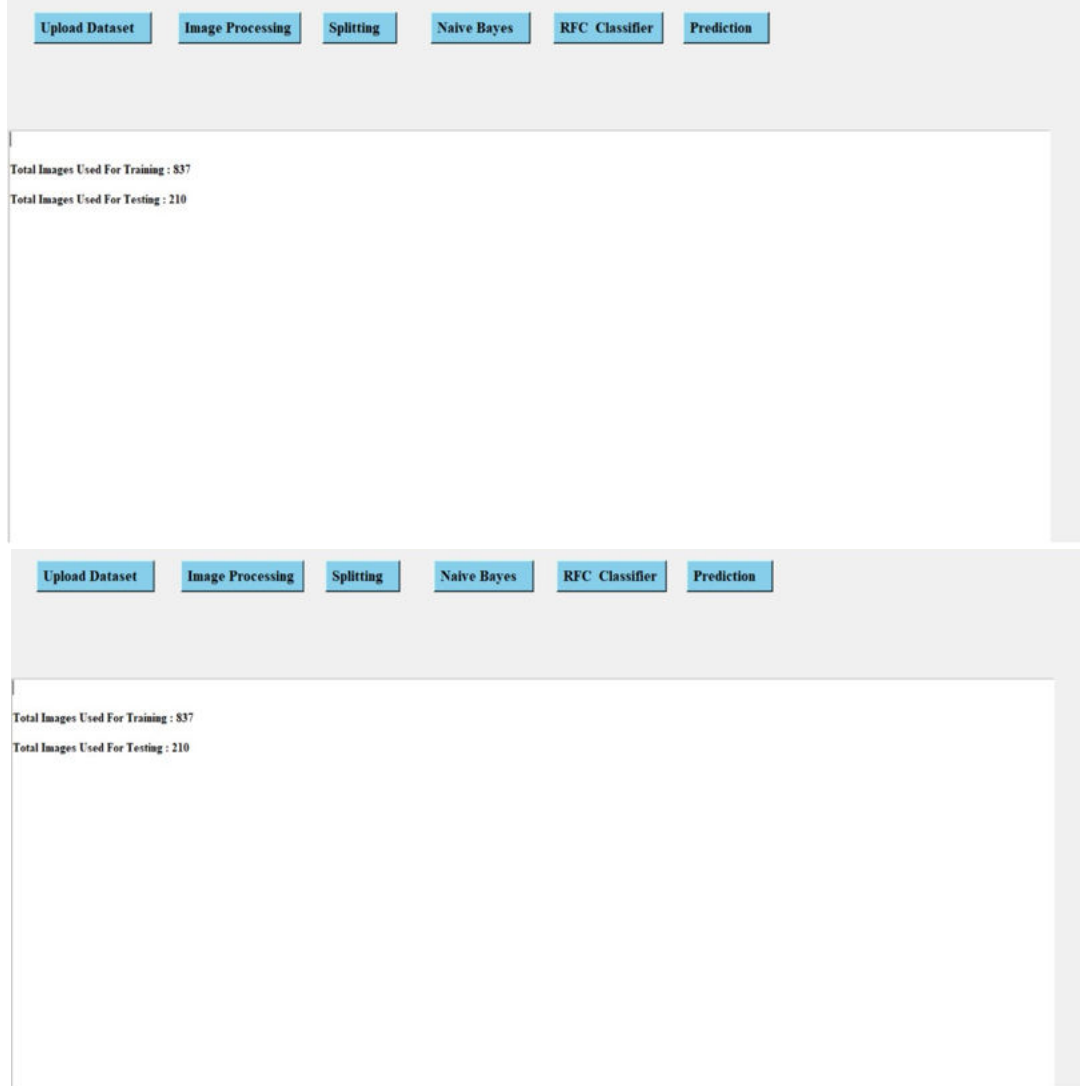 Upload Dataset Image Processing Splitting Naive Bayes RFC Classifier Prediction
Total Images Used For Training : 837
Total Images Used For Testing : 210
Upload Dataset Image Processing Splitting Naive Bayes RFC Classifier Prediction
Total Images Used For Training : 837
Total Images Used For Testing : 210